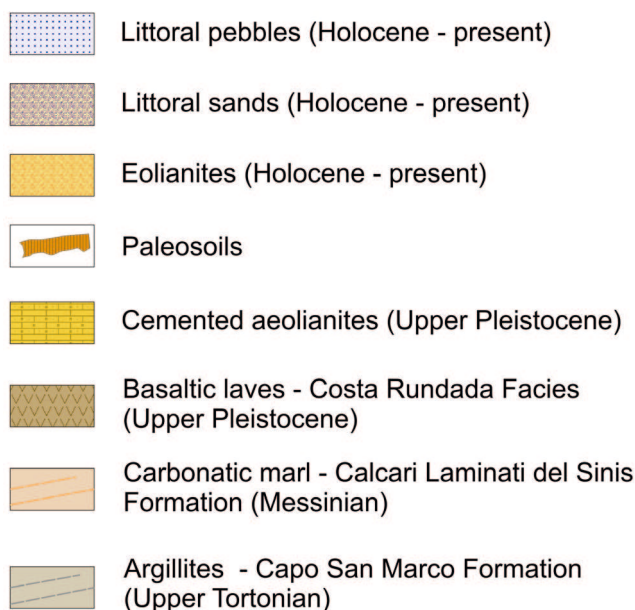 Littoral pebbles (Holocene - present)
Littoral sands (Holocene - present)
Eolianites (Holocene - present)
Paleosoils
Cemented aeolianites (Upper Pleistocene)
Basaltic laves - Costa Rundada Facies
(Upper Pleistocene)
Carbonatic marl - Calcari Laminati del Sinis
Formation (Messinian)
Argillites - Capo San Marco Formation
(Upper Tortonian)